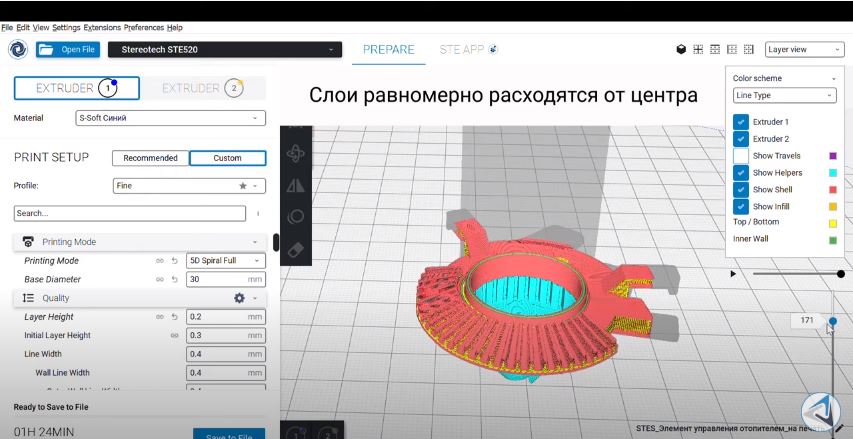 File Edit View Settings Extensions Preferences Help
Open File
Stereotech STE520
PREPARE
STE APP
Layer view
EXTRUDER 1
EXTRUDER 2
Material
S-Soft Синий
PRINT SETUP
Recommended
Custom
Profile:
Fine
Search...
Printing Mode
Printing Mode
5D Spiral Full
Base Diameter
30 mm
Quality
Layer Height
0.2 mm
Initial Layer Height
0.3 mm
Line Width
0.4 mm
Wall Line Width
0.4 mm
Ready to Save to File
01H 24MIN
Save to File
Слои равномерно расходятся от центра
Color scheme
Line Type
Extruder 1
Extruder 2
Show Travels
Show Helpers
Show Shell
Show Infill
Top / Bottom
Inner Wall
171
1 2
STES_Элемент управления отопителем_на печать